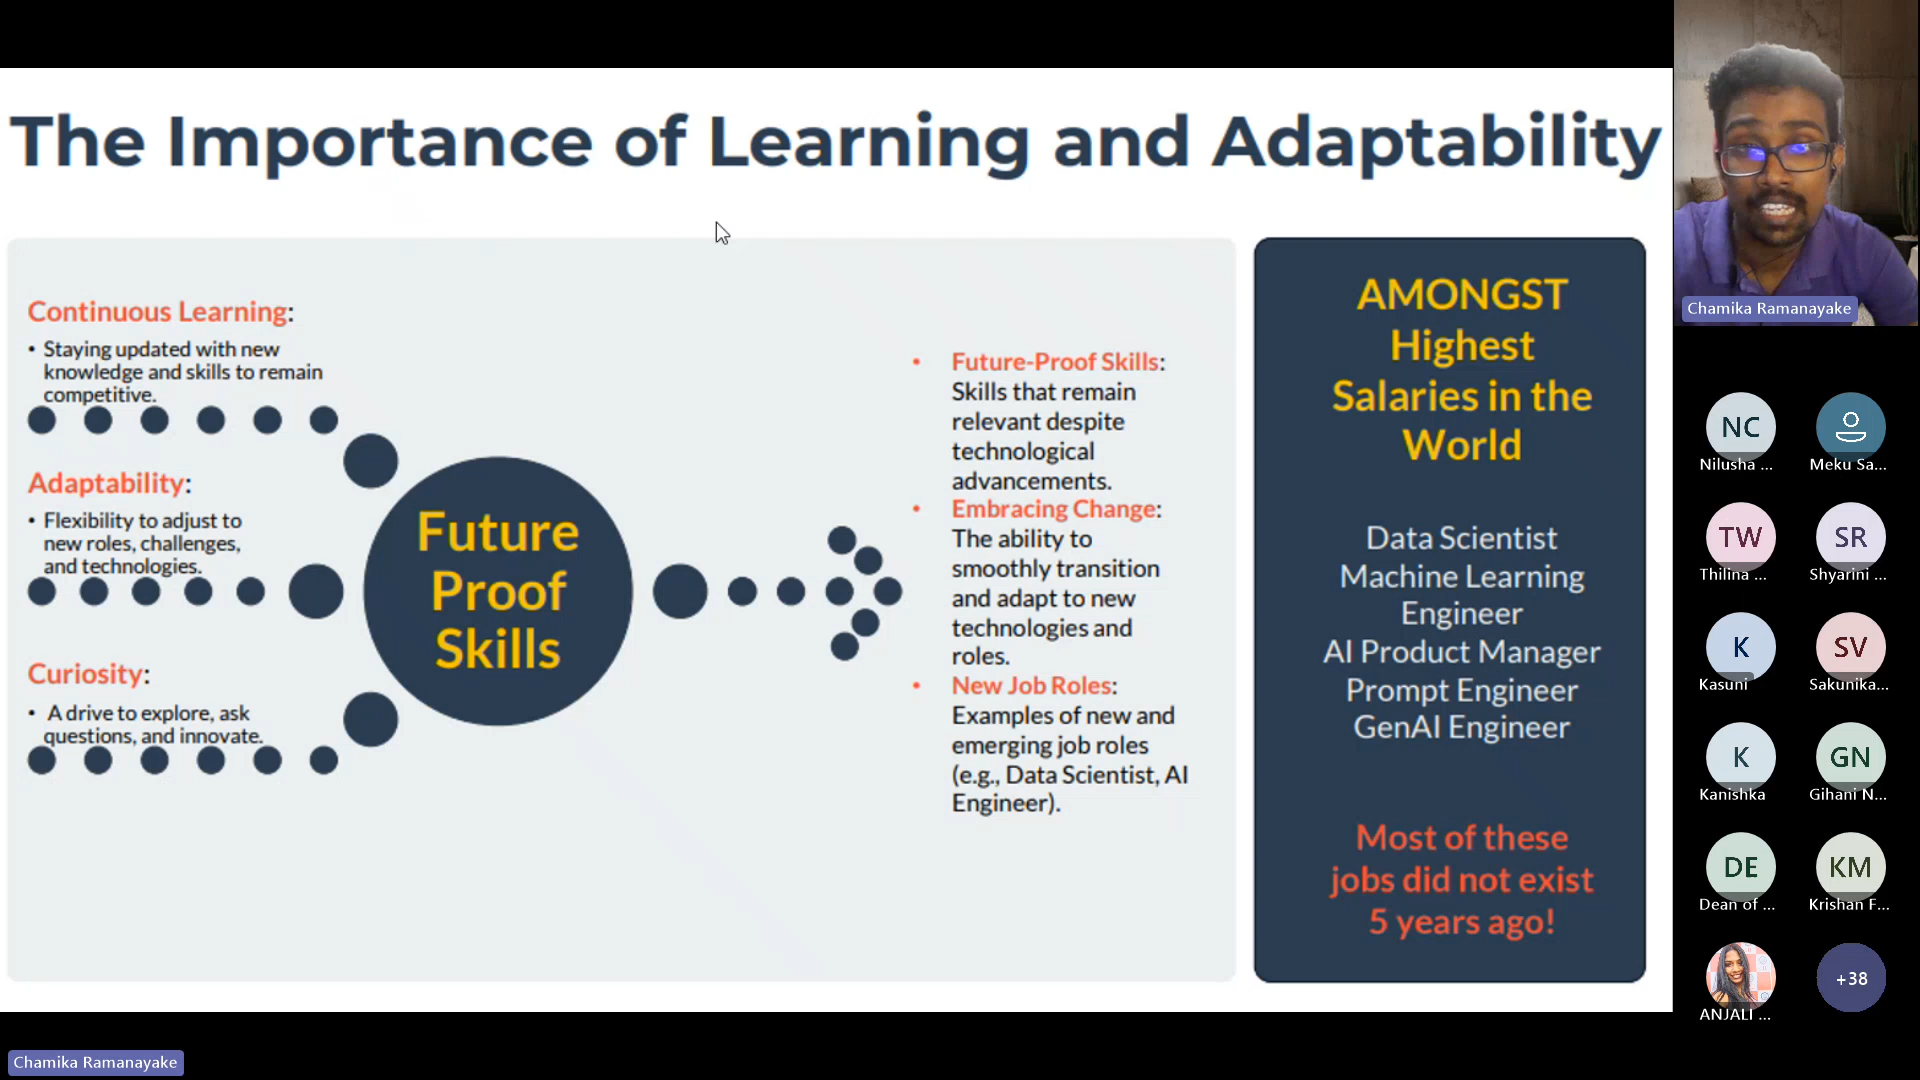 The Importance of Learning and Adaptability
Continuous Learning:
• Staying updated with new
knowledge and skills to remain
competitive.
Adaptability:
• Flexibility to adjust to
new roles, challenges,
and technologies.
Curiosity:
• A drive to explore, ask
questions, and innovate.
Future
Proof
Skills
• Future-Proof Skills:
Skills that remain
relevant despite
technological
advancements.
• Embracing Change:
The ability to
smoothly transition
and adapt to new
technologies and
roles.
• New Job Roles:
Examples of new and
emerging job roles
(e.g., Data Scientist, AI
Engineer).
AMONGST
Highest
Salaries in the
World
Data Scientist
Machine Learning
Engineer
AI Product Manager
Prompt Engineer
GenAI Engineer
Most of these
jobs did not exist
5 years ago!
Chamika Ramanayake
NC
Nilusha ...
Meku Sa...
TW
Thilina ...
SR
Shyarini ...
K
Kasuni
SV
Sakunika...
K
Kanishka
GN
Gihani N...
DE
Dean of ...
KM
Krishan F...
ANJALI ...
+38
Chamika Ramanayake